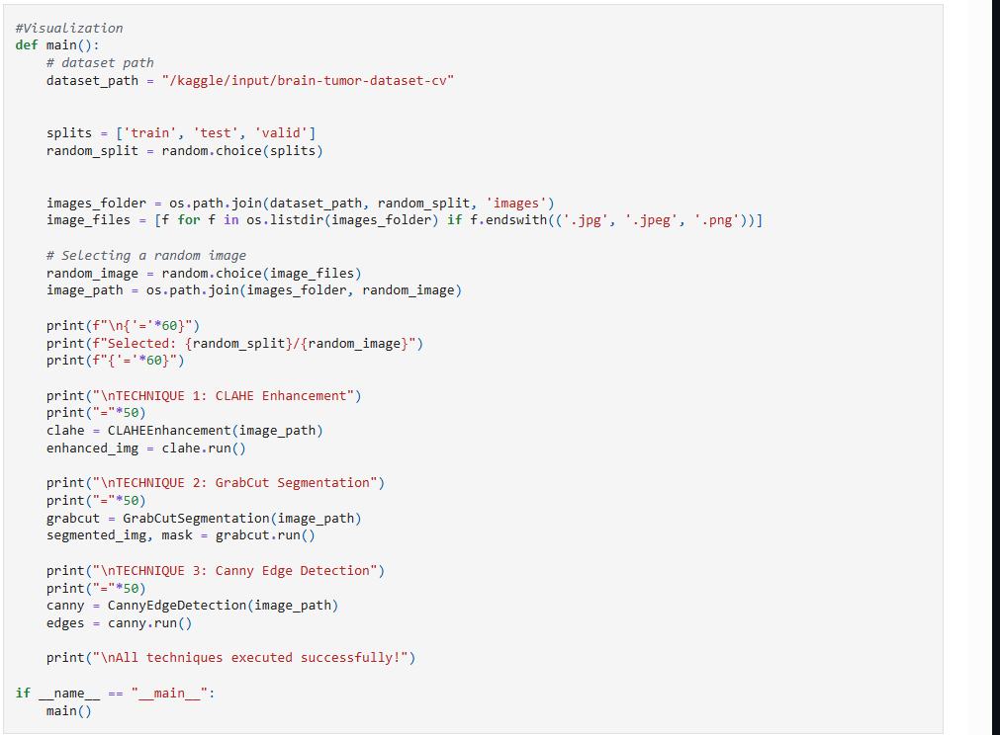 #Visualization
def main():
    # dataset path
    dataset_path = "/kaggle/input/brain-tumor-dataset-cv"
    splits = ['train', 'test', 'valid']
    random_split = random.choice(splits)
    images_folder = os.path.join(dataset_path, random_split, 'images')
    image_files = [f for f in os.listdir(images_folder) if f.endswith(('.jpg', '.jpeg', '.png'))]
    # Selecting a random image
    random_image = random.choice(image_files)
    image_path = os.path.join(images_folder, random_image)
    print(f"\n{'='*60}")
    print(f"Selected: {random_split}/{random_image}")
    print(f"{'='*60}")
    print("\nTECHNIQUE 1: CLAHE Enhancement")
    print("="*50)
    clahe = CLAHEEnhancement(image_path)
    enhanced_img = clahe.run()
    print("\nTECHNIQUE 2: GrabCut Segmentation")
    print("="*50)
    grabcut = GrabCutSegmentation(image_path)
    segmented_img, mask = grabcut.run()
    print("\nTECHNIQUE 3: Canny Edge Detection")
    print("="*50)
    canny = CannyEdgeDetection(image_path)
    edges = canny.run()
    print("\nAll techniques executed successfully!")
if __name__ == "__main__":
    main()